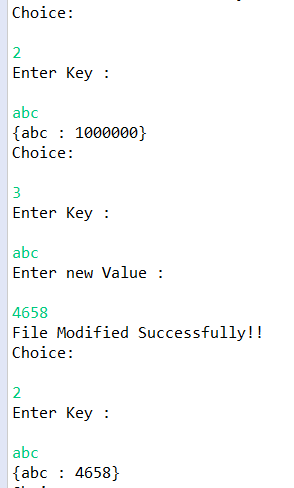 Choice:
2
Enter Key :
abc
{abc : 1000000}
Choice:
3
Enter Key :
abc
Enter new Value :
4658
File Modified Successfully!!
Choice:
2
Enter Key :
abc
{abc : 4658}